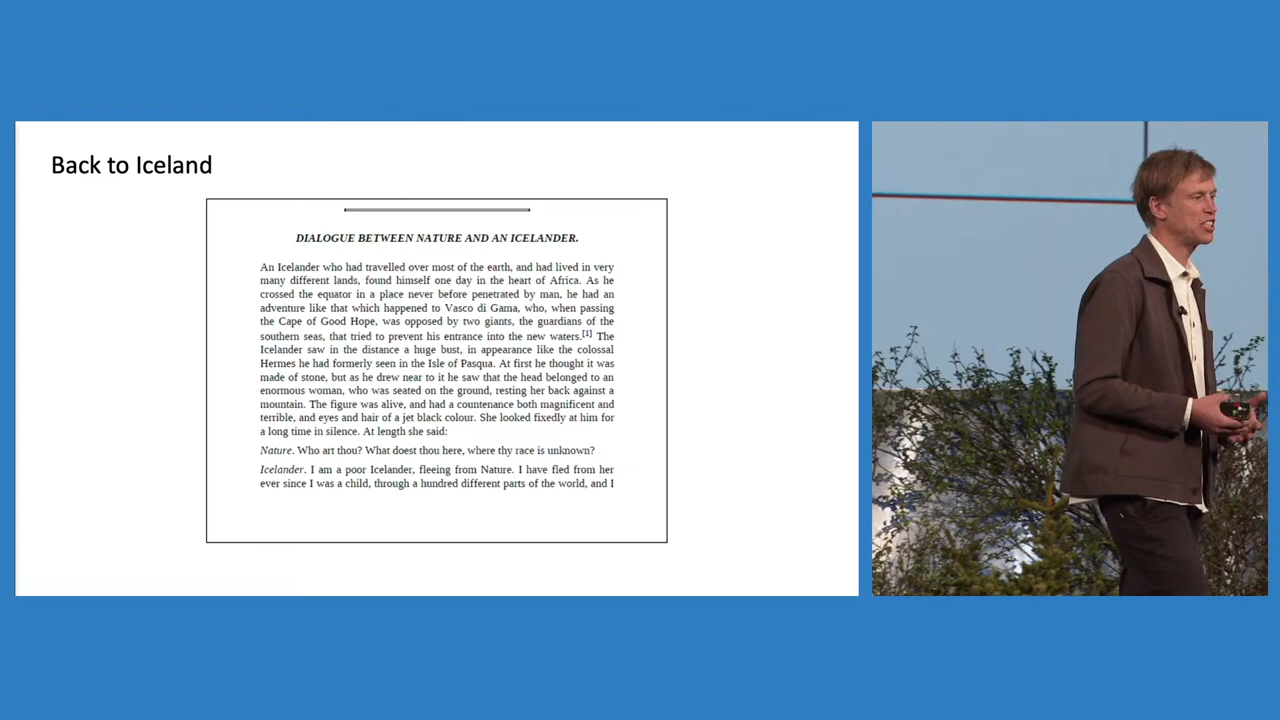 Back to Iceland
DIALOGUE BETWEEN NATURE AND AN ICELANDER.
An Icelander who had travelled over most of the earth, and had lived in very
many different lands, found himself one day in the heart of Africa. As he
crossed the equator in a place never before penetrated by man, he had an
adventure like that which happened to Vasco di Gama, who, when passing
the Cape of Good Hope, was opposed by two giants, the guardians of the
southern seas, that tried to prevent his entrance into the new waters.[1] The
Icelander saw in the distance a huge bust, in appearance like the colossal
Hermes he had formerly seen in the Isle of Pasqua. At first he thought it was
made of stone, but as he drew near to it he saw that the head belonged to an
enormous woman, who was seated on the ground, resting her back against a
mountain. The figure was alive, and had a countenance both magnificent and
terrible, and eyes and hair of a jet black colour. She looked fixedly at him for
a long time in silence. At length she said:
Nature. Who art thou? What doest thou here, where thy race is unknown?
Icelander. I am a poor Icelander, fleeing from Nature. I have fled from her
ever since I was a child, through a hundred different parts of the world, and I